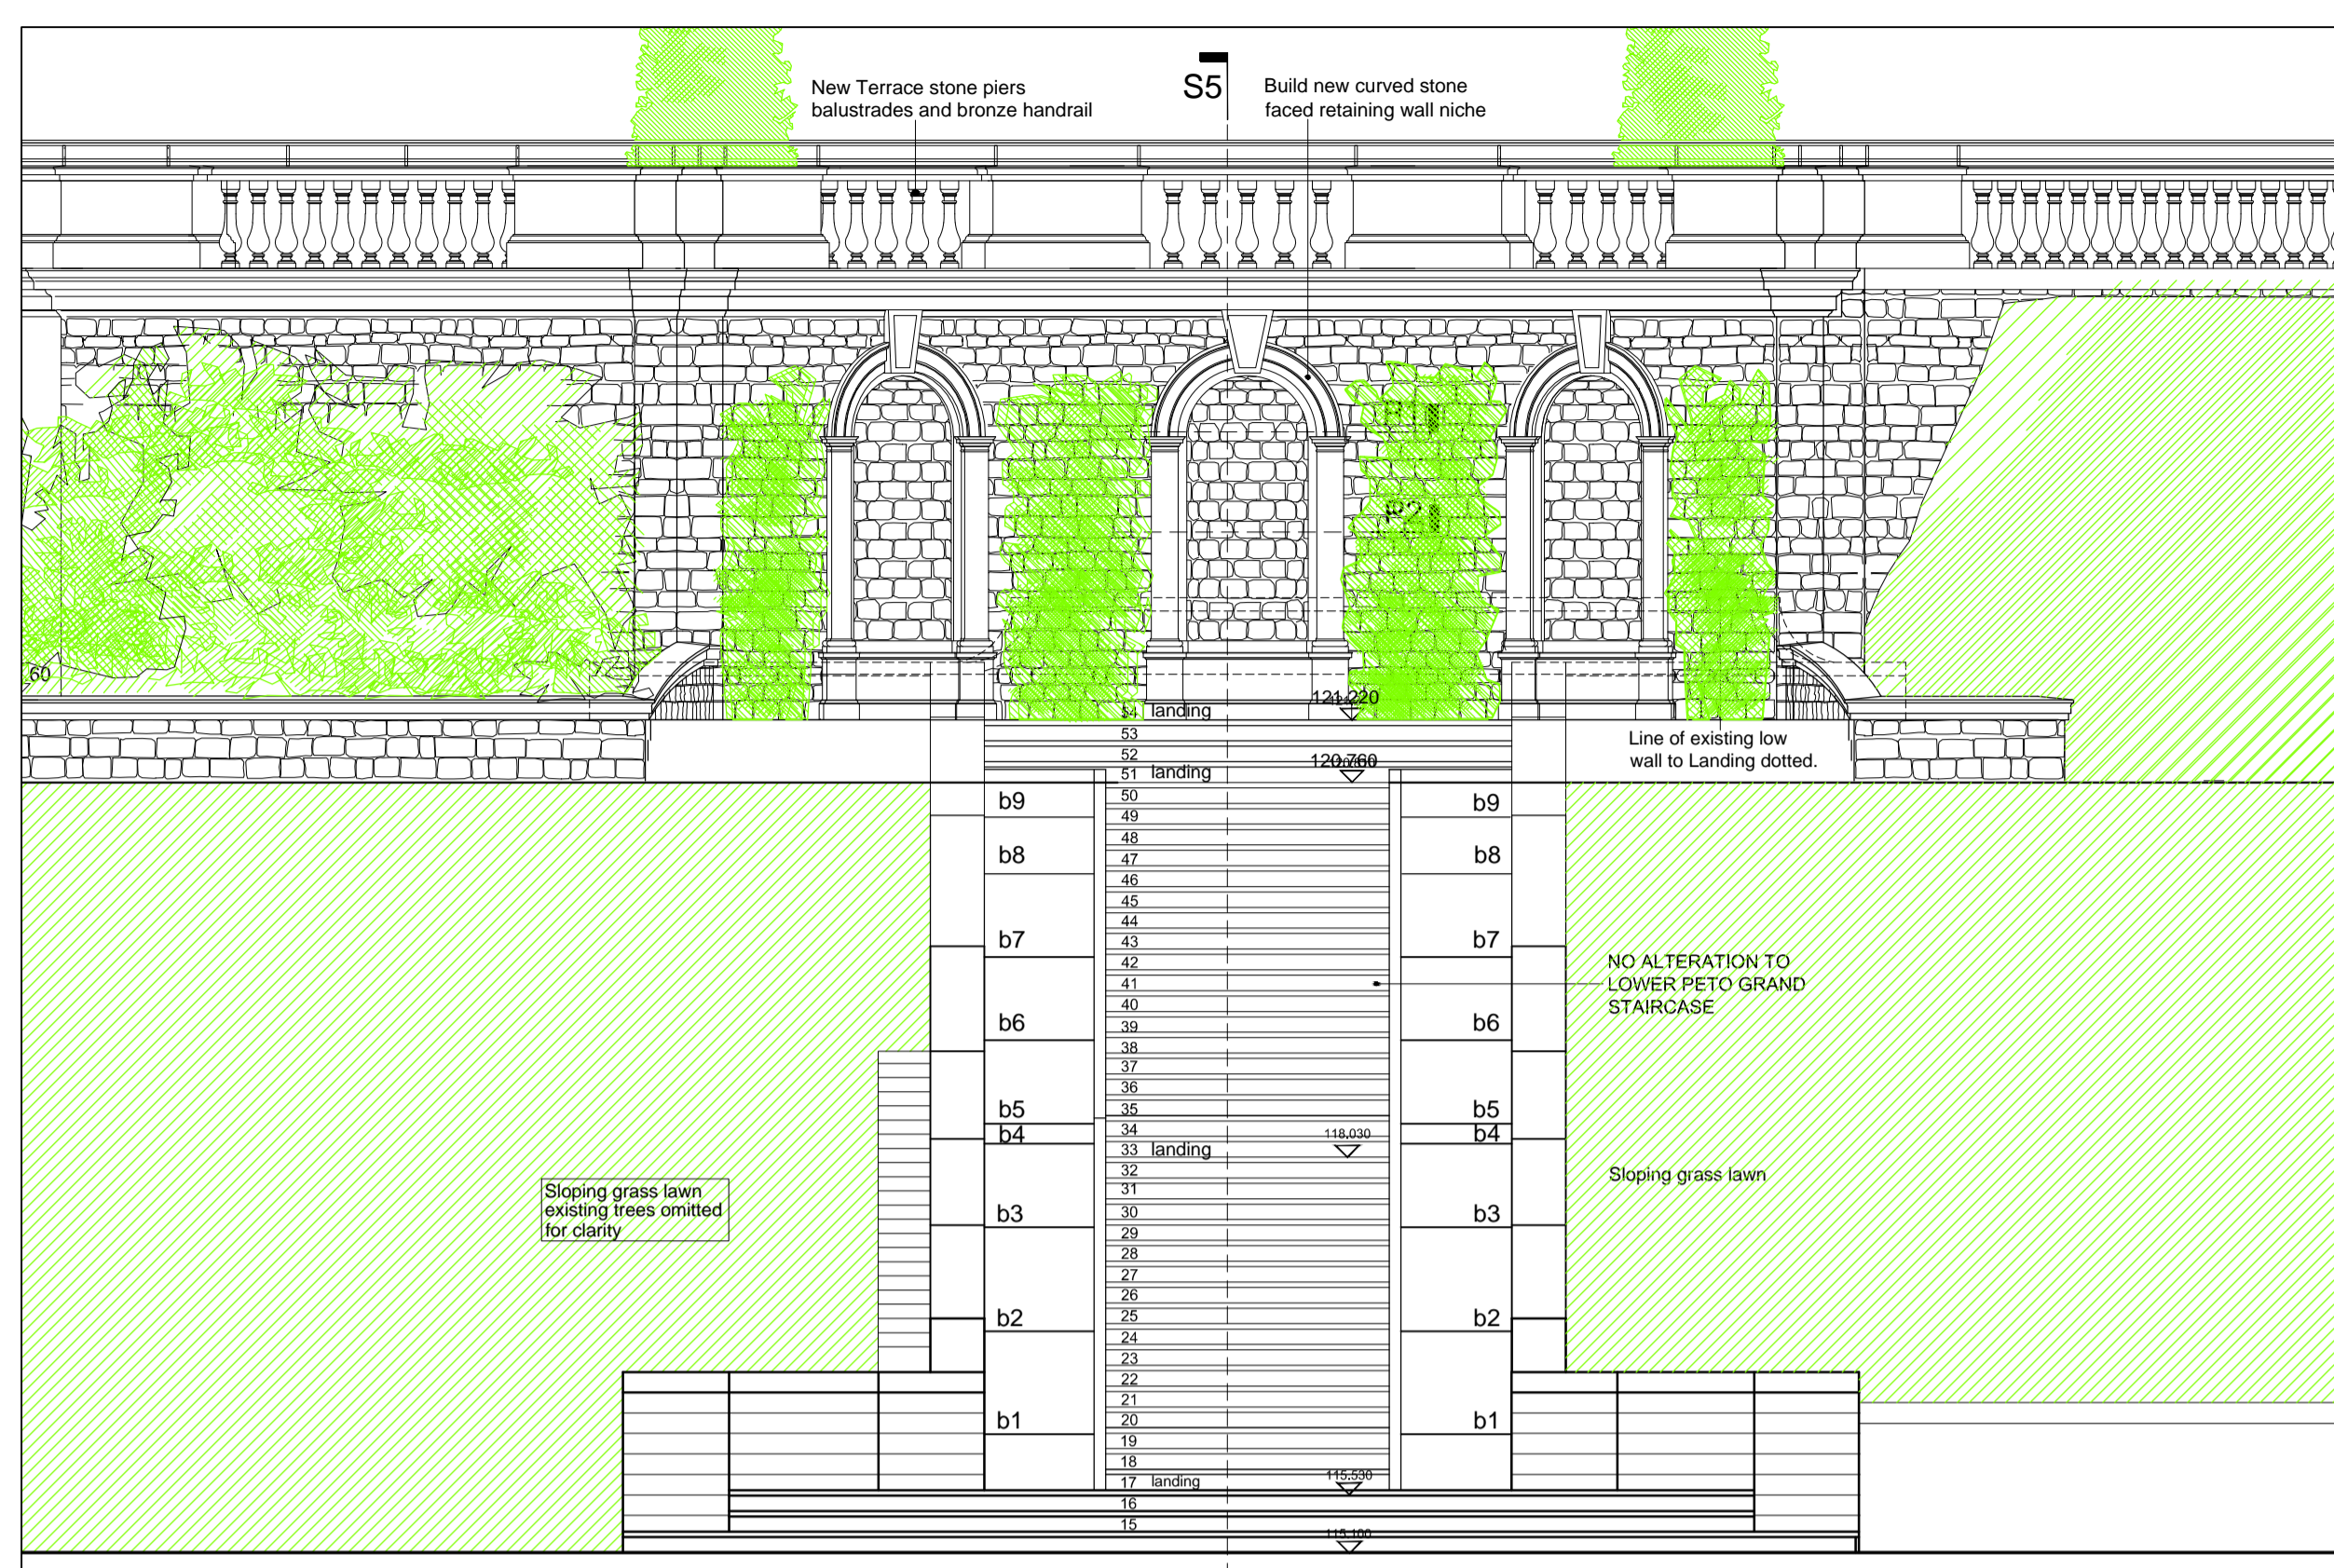 New Terrace stone piers
balustrades and bronze handrail
S5
Build new curved stone
faced retaining wall niche
60
121.220
54 landing
53
52
120.760
51 landing
Line of existing low
wall to Landing dotted.
b9 50 b9
49
48
b8 47 b8
46
45
44
b7 43 b7
42
41
NO ALTERATION TO
LOWER PETO GRAND
STAIRCASE
40
b6 39 b6
38
37
36
b5 35 b5
b4 34 118.030 b4
33 landing
32
Sloping grass lawn
31
Sloping grass lawn
existing trees omitted
for clarity
b3 30 b3
29
28
27
26
b2 25 b2
24
23
22
21
b1 20 b1
19
18
17 landing 115.530
16
15
115.100